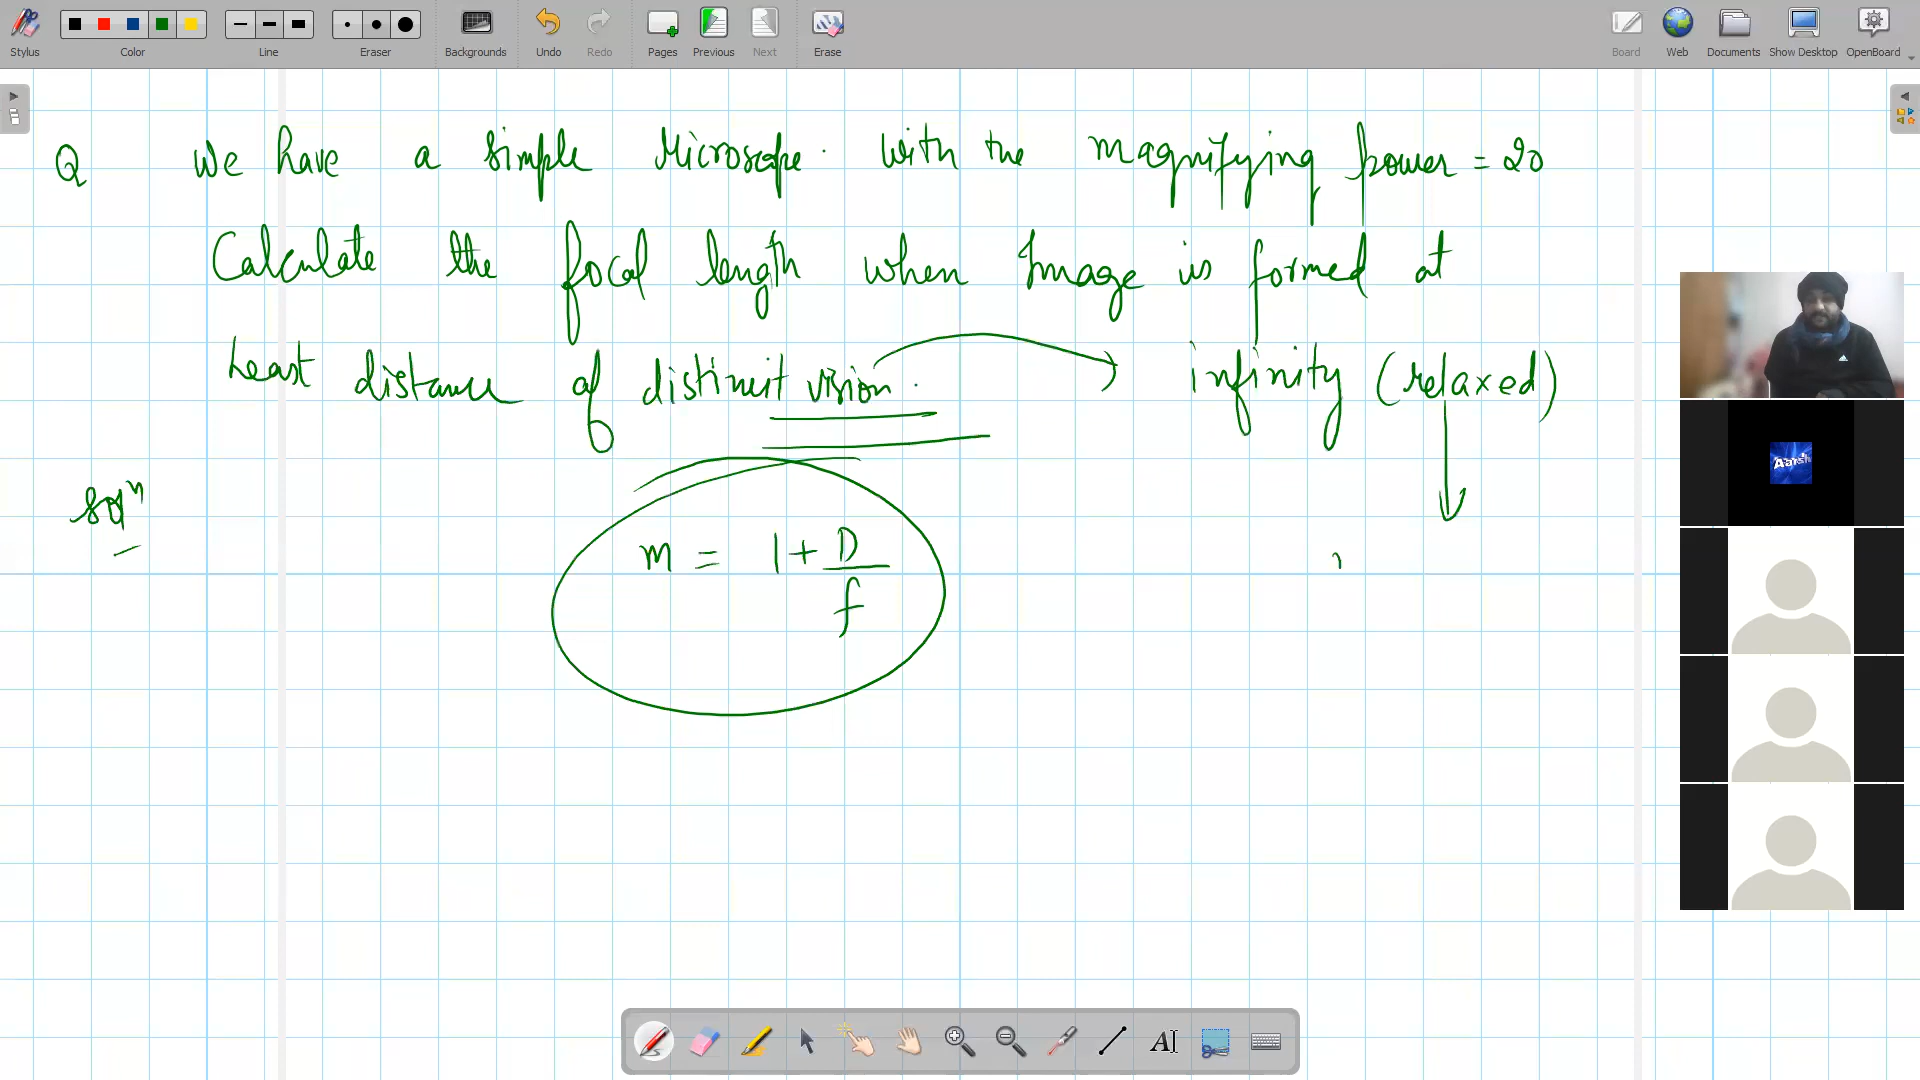 Stylus
Color
Line
Eraser
Backgrounds
Undo
Redo
Pages
Previous
Next
Erase
Board
Web
Documents
Show Desktop
OpenBoard
Q We have a simple Microscope. With the magnifying power = 20
Calculate the focal length when Image is formed at
Least distance of distinct vision. infinity (relaxed)
Solⁿ
m = 1 + D/f
Aarsh
AI